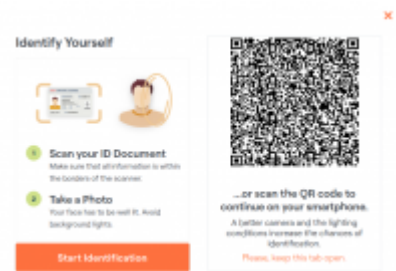 Identify Yourself
1 Scan your ID Document
Make sure that all information is within
the borders of the scanner.
2 Take a Photo
Your face has to be well lit. Avoid
background lights.
Start Identification
...or scan the QR code to
continue on your smartphone.
A better camera and the lighting
conditions increase the chances of
identification.
Please, keep this tab open.